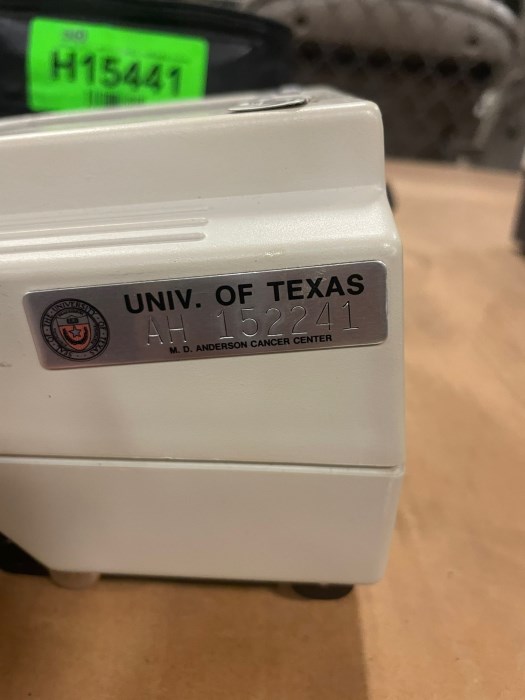 H15441
UNIV. OF TEXAS
AH 152241
M. D. ANDERSON CANCER CENTER